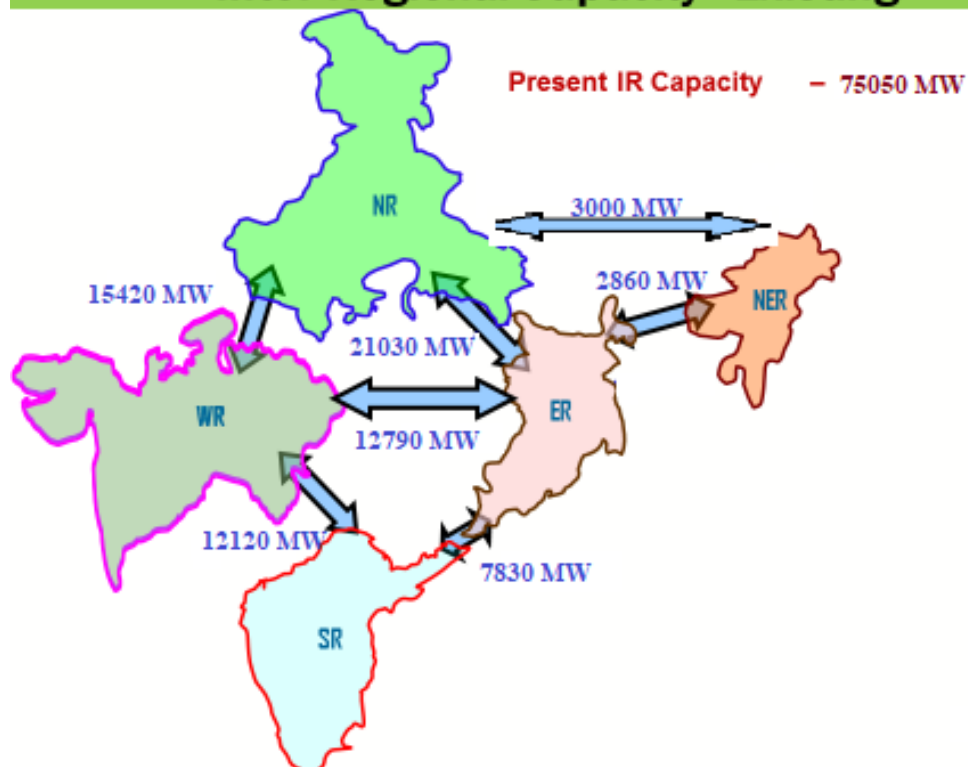 Present IR Capacity – 75050 MW
NR
3000 MW
15420 MW
2860 MW
NER
21030 MW
WR
ER
12790 MW
12120 MW
7830 MW
SR